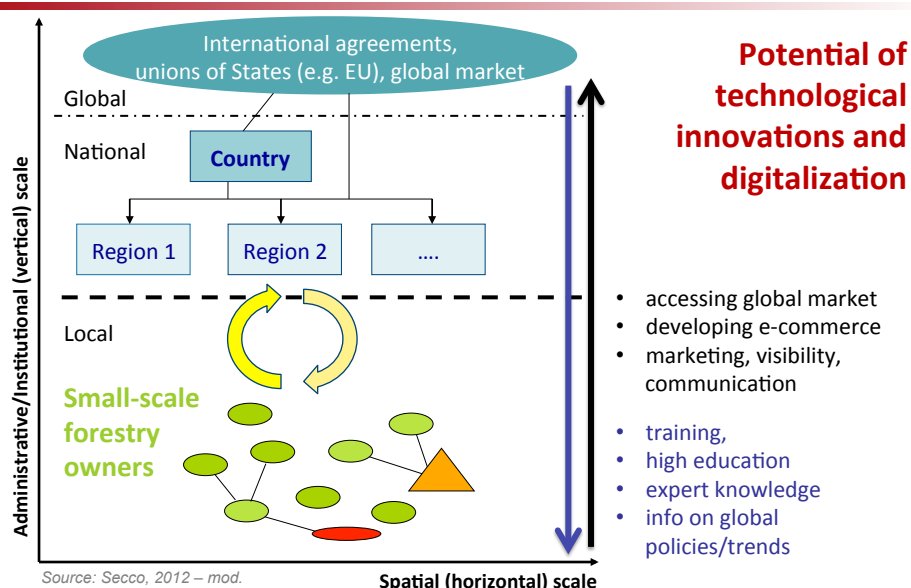 International agreements,
unions of States (e.g. EU), global market
Potential of
technological
innovations and
digitalization
Global
National
Country
Region 1
Region 2
....
Administrative/Institutional (vertical) scale
Local
Small-scale
forestry
owners
• accessing global market
• developing e-commerce
• marketing, visibility,
communication
• training,
• high education
• expert knowledge
• info on global
policies/trends
Source: Secco, 2012 – mod.
Spatial (horizontal) scale